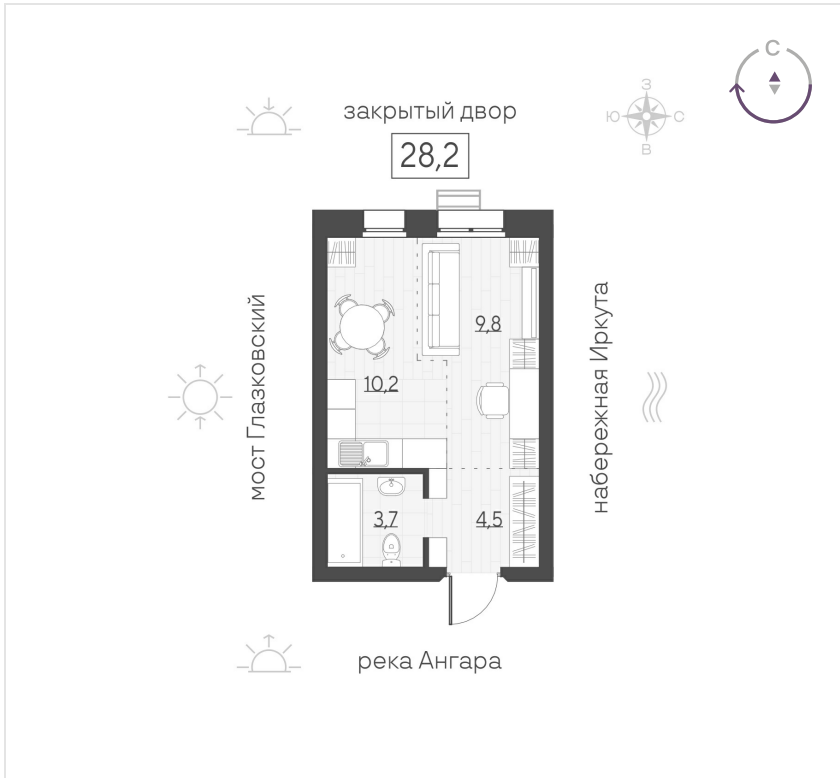 С
З
закрытый двор
Ю
С
28,2
В
мост Глазковский
набережная Иркута
9,8
10,2
3,7
4,5
река Ангара